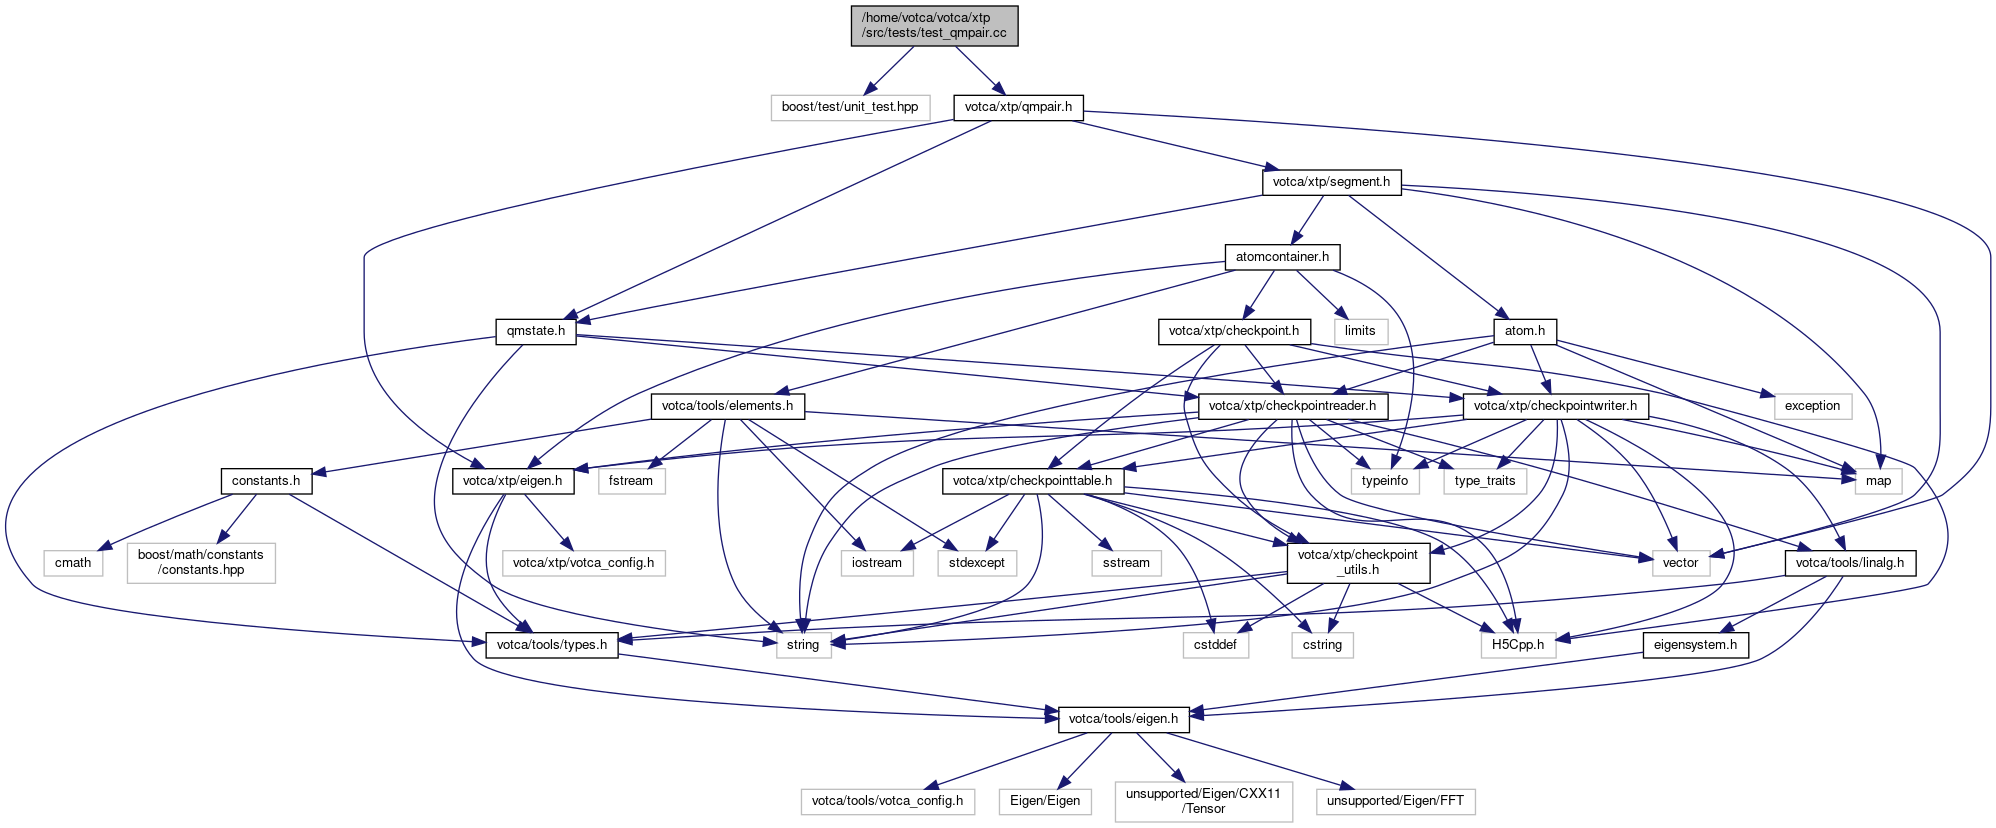 /home/votca/votca/xtp
/src/tests/test_qmpair.cc
boost/test/unit_test.hpp
votca/xtp/qmpair.h
votca/xtp/segment.h
atomcontainer.h
qmstate.h
votca/xtp/checkpoint.h
limits
atom.h
votca/tools/elements.h
votca/xtp/checkpointreader.h
votca/xtp/checkpointwriter.h
exception
constants.h
votca/xtp/eigen.h
fstream
votca/xtp/checkpointtable.h
typeinfo
type_traits
map
cmath
boost/math/constants
/constants.hpp
votca/xtp/votca_config.h
iostream
stdexcept
sstream
votca/xtp/checkpoint
_utils.h
vector
votca/tools/linalg.h
votca/tools/types.h
string
cstddef
cstring
H5Cpp.h
eigensystem.h
votca/tools/eigen.h
votca/tools/votca_config.h
Eigen/Eigen
unsupported/Eigen/CXX11
/Tensor
unsupported/Eigen/FFT